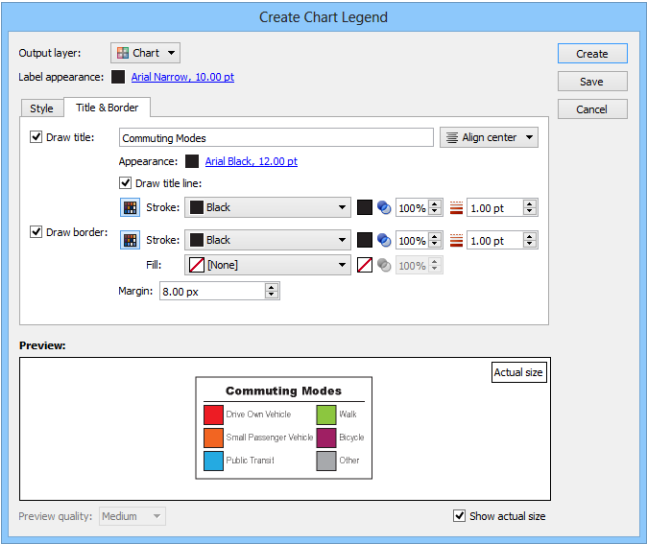 Create Chart Legend
Output layer: Chart
Create
Label appearance: Arial Narrow, 10.00 pt
Save
Style Title & Border
Cancel
Draw title: Commuting Modes Align center
Appearance: Arial Black, 12.00 pt
Draw title line:
Stroke: Black 100% 1.00 pt
Draw border: Stroke: Black 100% 1.00 pt
Fill: [None] 100%
Margin: 8.00 px
Preview:
Actual size
Commuting Modes
Drive Own Vehicle Walk
Small Passenger Vehicle Bicycle
Public Transit Other
Preview quality: Medium Show actual size